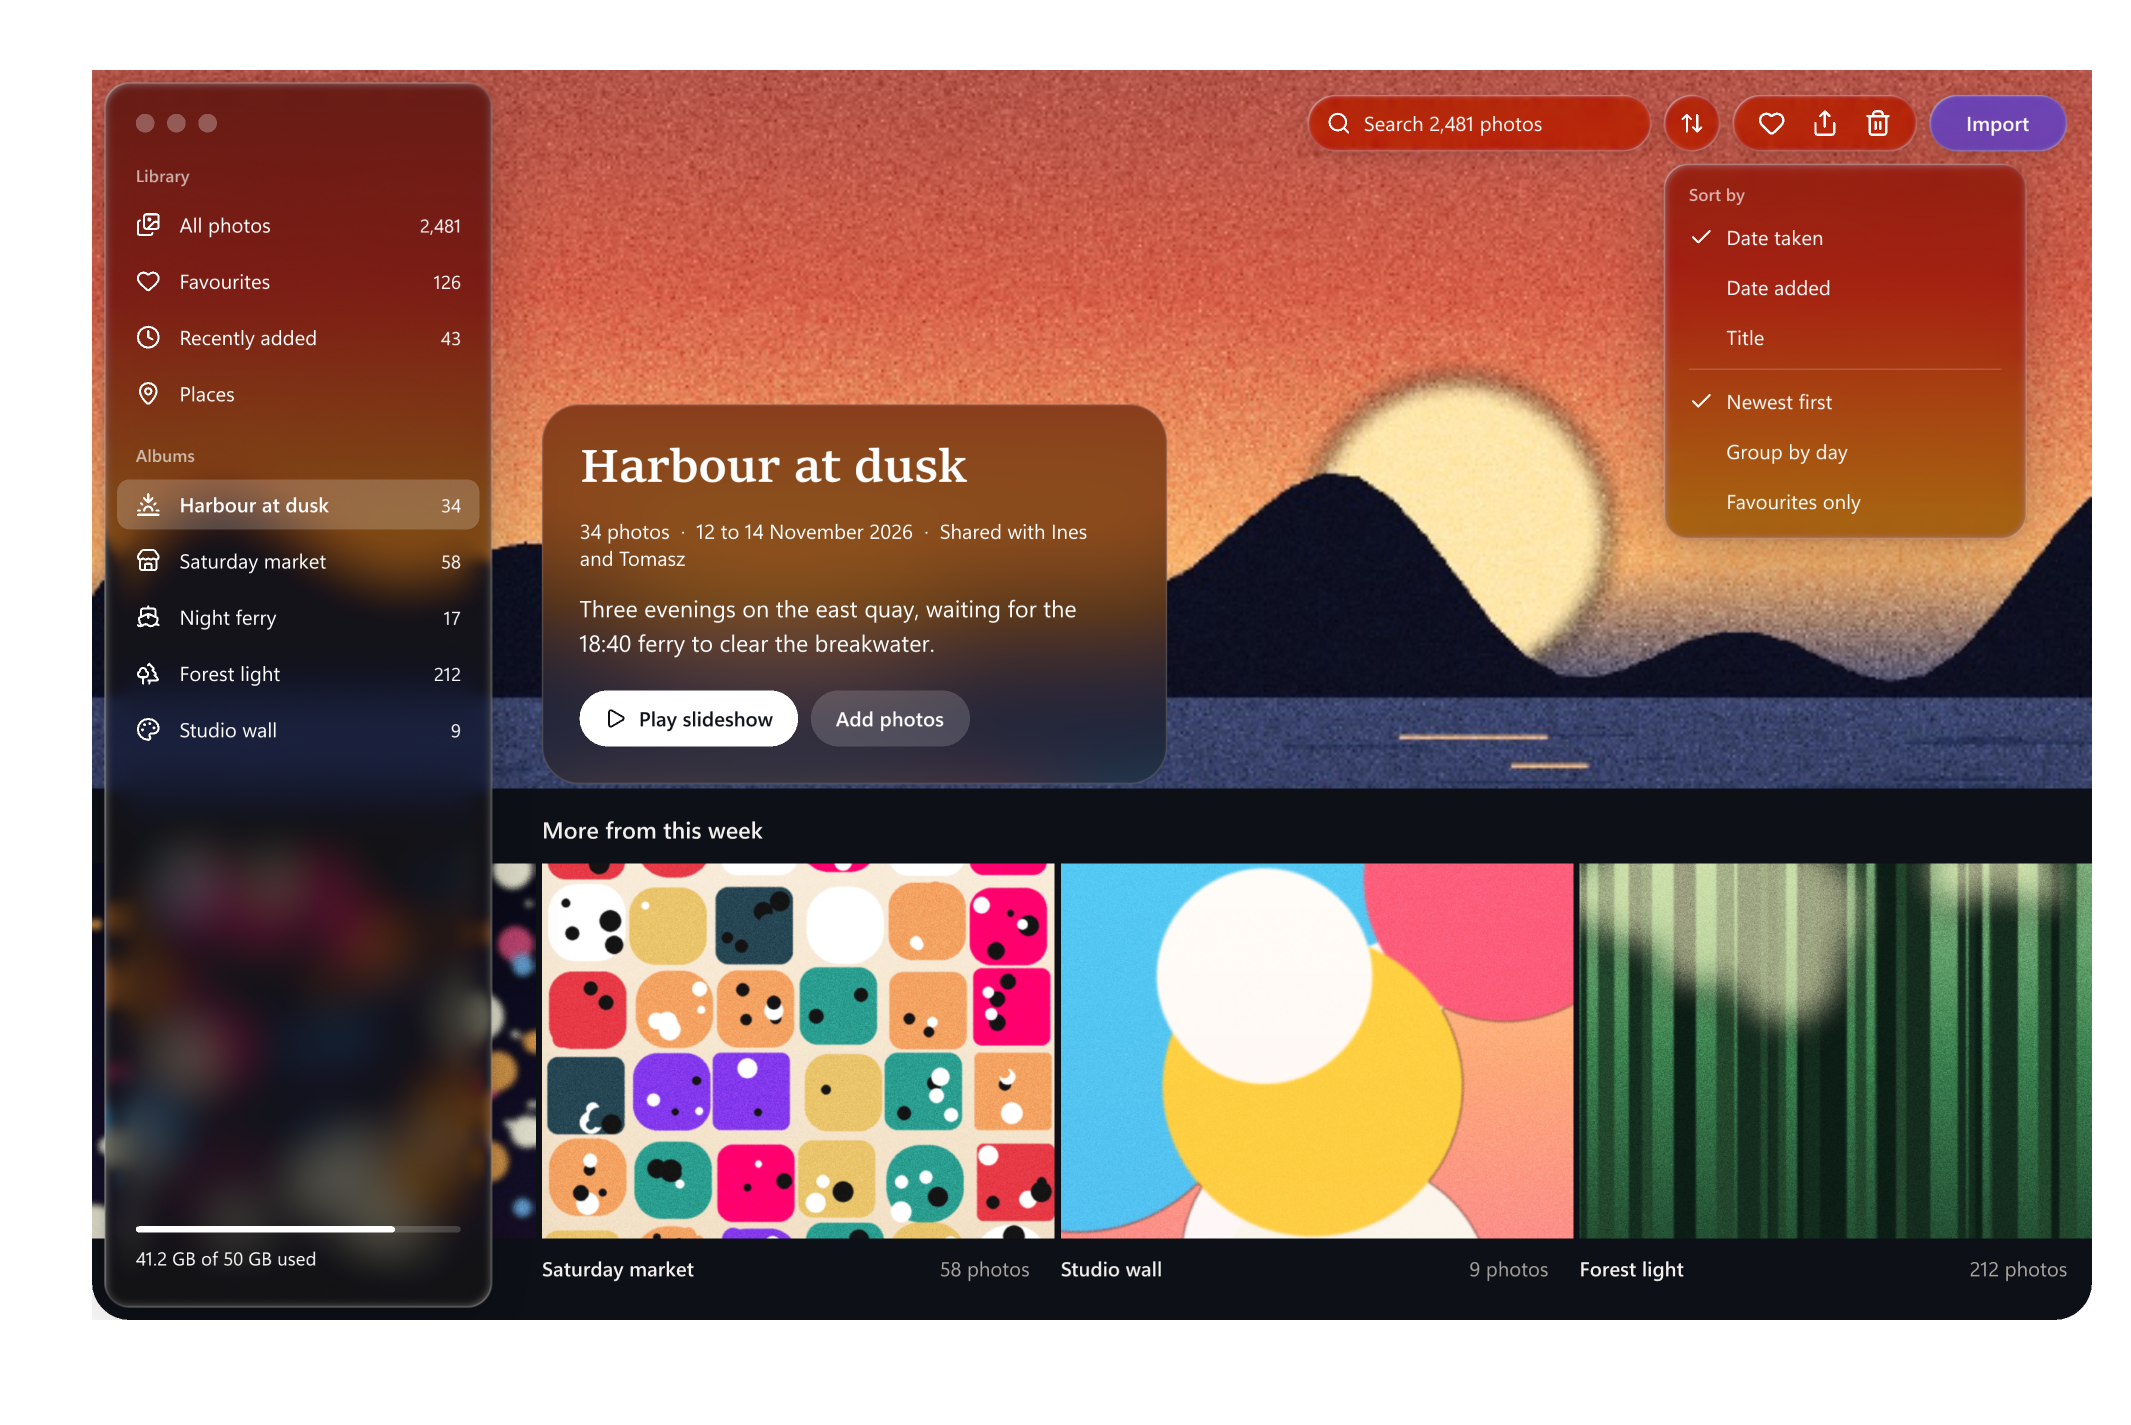 Library
All photos 2,481
Favourites 126
Recently added 43
Places
Albums
Harbour at dusk 34
Saturday market 58
Night ferry 17
Forest light 212
Studio wall 9
41.2 GB of 50 GB used
Search 2,481 photos
Import
Sort by
Date taken
Date added
Title
Newest first
Group by day
Favourites only
Harbour at dusk
34 photos · 12 to 14 November 2026 · Shared with Ines
and Tomasz
Three evenings on the east quay, waiting for the
18:40 ferry to clear the breakwater.
Play slideshow
Add photos
More from this week
Saturday market 58 photos
Studio wall 9 photos
Forest light 212 photos